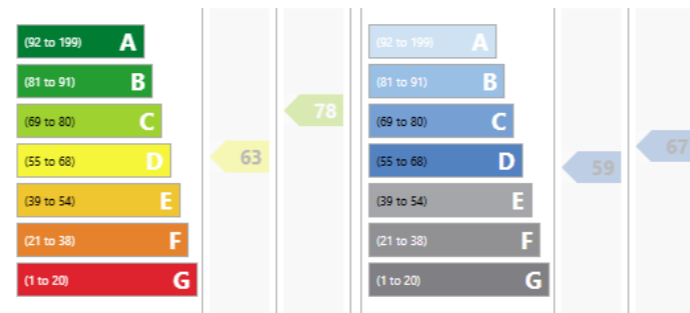 (92 to 199) A
(81 to 91) B
(69 to 80) C
(55 to 68) D
(39 to 54) E
(21 to 38) F
(1 to 20) G
63
78
(92 to 199) A
(81 to 91) B
(69 to 80) C
(55 to 68) D
(39 to 54) E
(21 to 38) F
(1 to 20) G
59
67